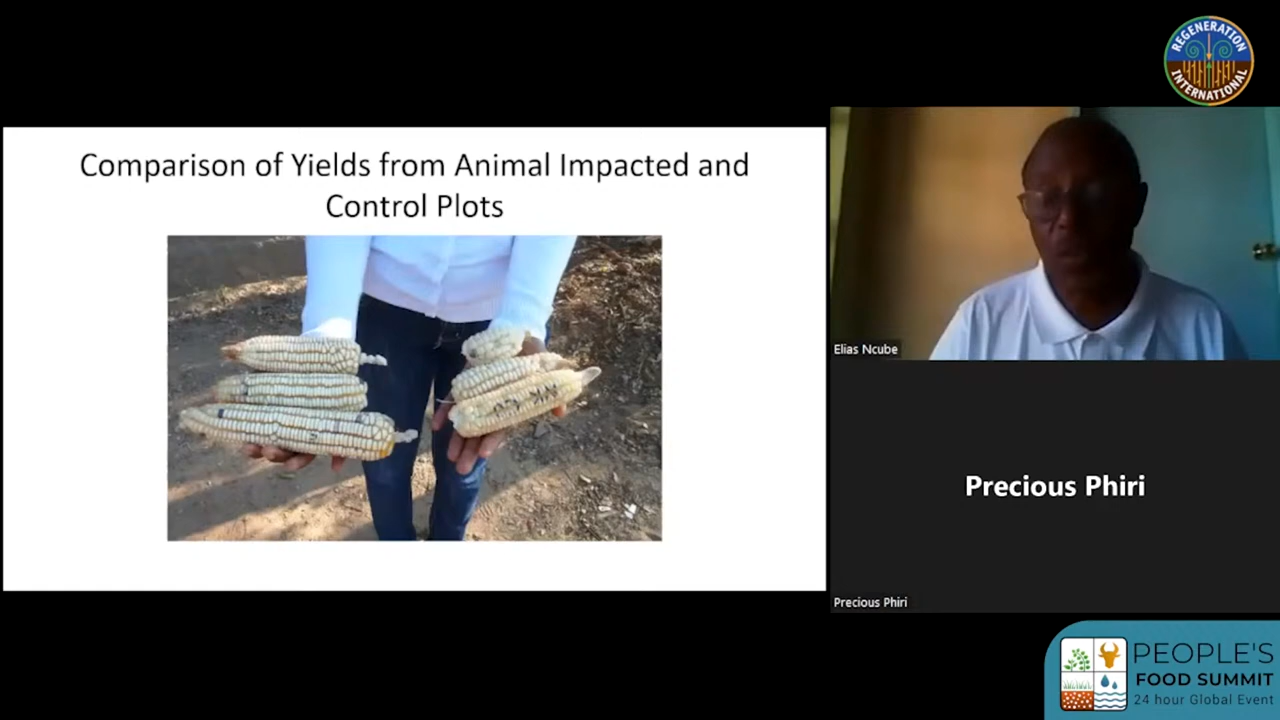 REGENERATION
INTERNATIONAL
Comparison of Yields from Animal Impacted and
Control Plots
Elias Ncube
Precious Phiri
Precious Phiri
PEOPLE'S
FOOD SUMMIT
24 hour Global Event